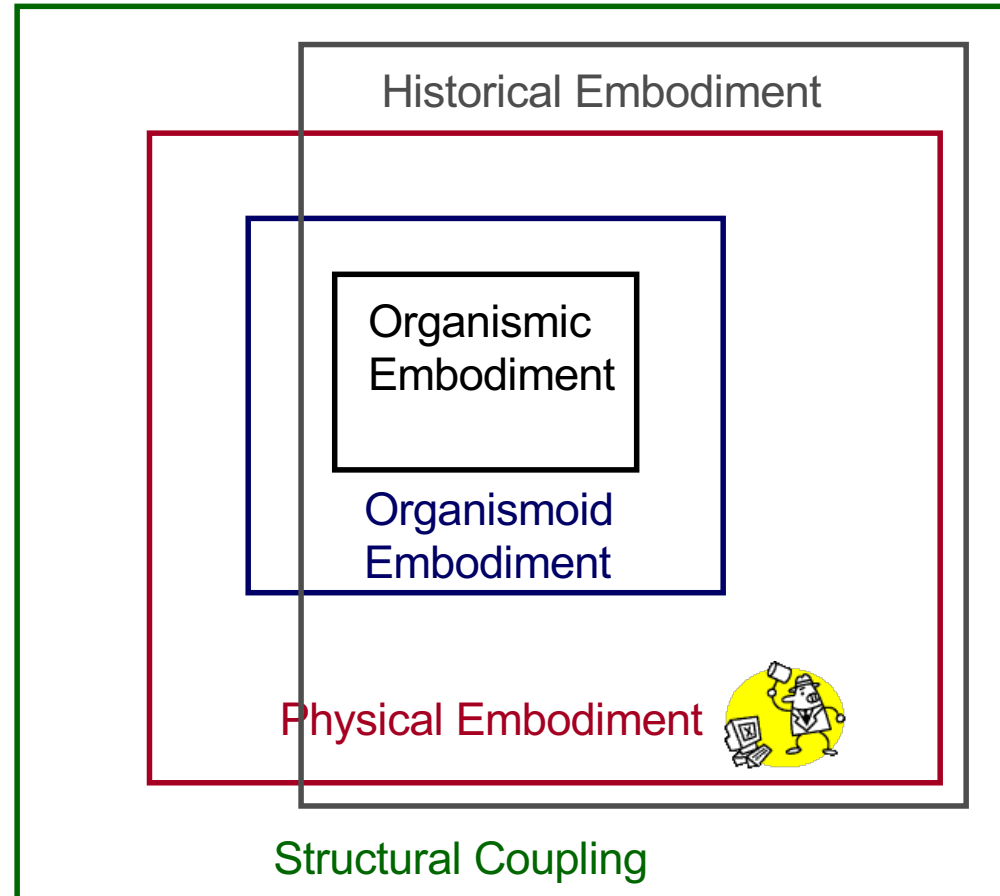 Historical Embodiment
Organismic
Embodiment
Organismoid
Embodiment
Physical Embodiment
X
Structural Coupling